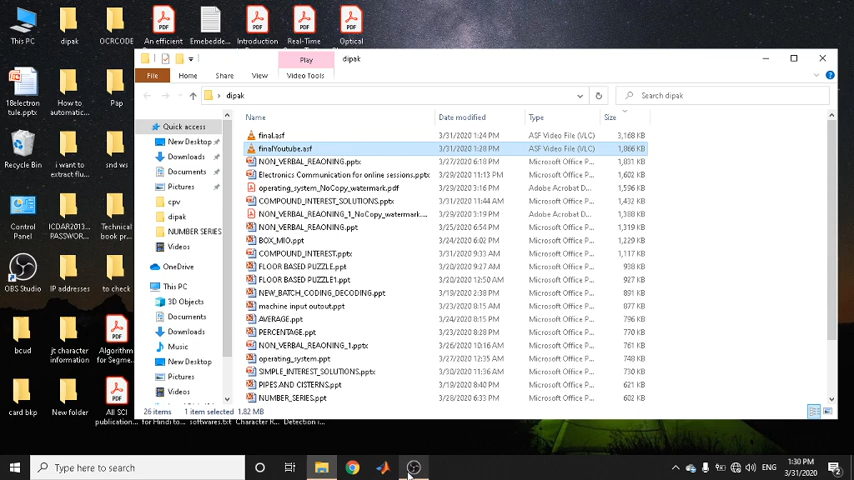 This PC
dipak
OCRCODE
An efficient
Emebedded...
Introduction
Real-Time
Optical
18electron
tule.pptx
How to
automatic...
Pap
Recycle Bin
i want to
extract flu...
snd ws
Control
Panel
ICDAR2013...
PASSWOR...
Technical
book pr...
OBS Studio
IP addresses
to check
bcud
jt character
information
Algorithm
for Segme...
card bkp
New folder
All SCI
publication...
for Hindi to...
softwares.txt
Character R...
Detection i...
Play
dipak
File
Home
Share
View
Video Tools
dipak
Search dipak
Name
Date modified
Type
Size
Quick access
New Desktop
Downloads
Documents
Pictures
cpv
dipak
NUMBER SERIES
Videos
OneDrive
This PC
3D Objects
Documents
Downloads
Music
New Desktop
Pictures
Videos
final.asf 3/31/2020 1:24 PM ASF Video File (VLC) 3,168 KB
finalYoutube.asf 3/31/2020 1:28 PM ASF Video File (VLC) 1,866 KB
NON_VERBAL_REAONING.pptx 3/27/2020 6:18 PM Microsoft Office P... 1,831 KB
Electronics Communication for online sessions.pptx 3/29/2020 11:13 PM Microsoft Office P... 1,602 KB
operating_system_NoCopy_watermark.pdf 3/29/2020 3:16 PM Adobe Acrobat D... 1,596 KB
COMPOUND_INTEREST_SOLUTIONS.pptx 3/31/2020 11:44 AM Microsoft Office P... 1,432 KB
NON_VERBAL_REAONING_1_NoCopy_watermark.... 3/29/2020 3:19 PM Adobe Acrobat D... 1,388 KB
NON_VERBAL_REAONING.ppt 3/25/2020 6:54 PM Microsoft Office P... 1,319 KB
BOX_MIO.ppt 3/24/2020 6:02 PM Microsoft Office P... 1,229 KB
COMPOUND_INTEREST.pptx 3/31/2020 9:33 AM Microsoft Office P... 1,117 KB
FLOOR BASED PUZZLE.ppt 3/20/2020 9:27 AM Microsoft Office P... 938 KB
FLOOR BASED PUZZLE1.ppt 3/20/2020 12:50 AM Microsoft Office P... 927 KB
NEW_BATCH_CODING_DECODING.ppt 3/19/2020 2:38 PM Microsoft Office P... 891 KB
machine input outout.ppt 3/23/2020 8:15 AM Microsoft Office P... 877 KB
AVERAGE.ppt 3/24/2020 8:15 PM Microsoft Office P... 796 KB
PERCENTAGE.ppt 3/23/2020 8:28 PM Microsoft Office P... 770 KB
NON_VERBAL_REAONING_1.pptx 3/26/2020 10:16 AM Microsoft Office P... 761 KB
operating_system.ppt 3/27/2020 12:35 AM Microsoft Office P... 748 KB
SIMPLE_INTEREST_SOLUTIONS.pptx 3/30/2020 11:36 AM Microsoft Office P... 730 KB
PIPES AND CISTERNS.ppt 3/19/2020 8:40 PM Microsoft Office P... 621 KB
NUMBER_SERIES.ppt 3/28/2020 6:33 PM Microsoft Office P... 602 KB
26 items
1 item selected 1.82 MB
Type here to search
ENG
1:30 PM
3/31/2020
2